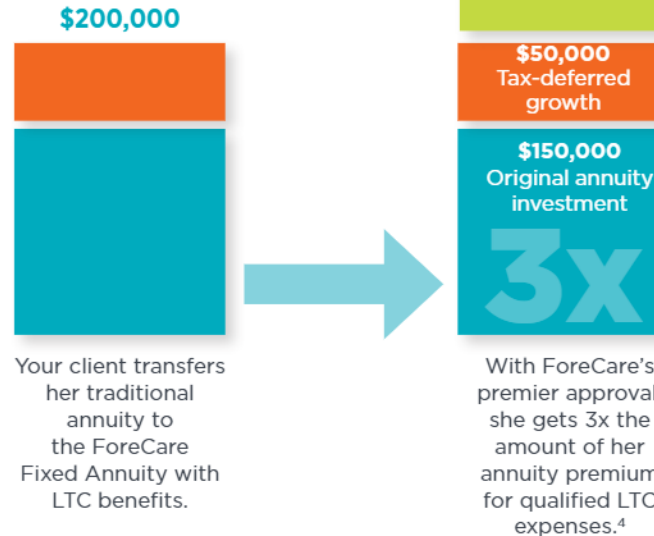 $200,000
$50,000
Tax-deferred
growth
$150,000
Original annuity
investment
3x
Your client transfers
her traditional
annuity to
the ForeCare
Fixed Annuity with
LTC benefits.
With ForeCare's
premier approval
she gets 3x the
amount of her
annuity premium
for qualified LTC
expenses.⁴